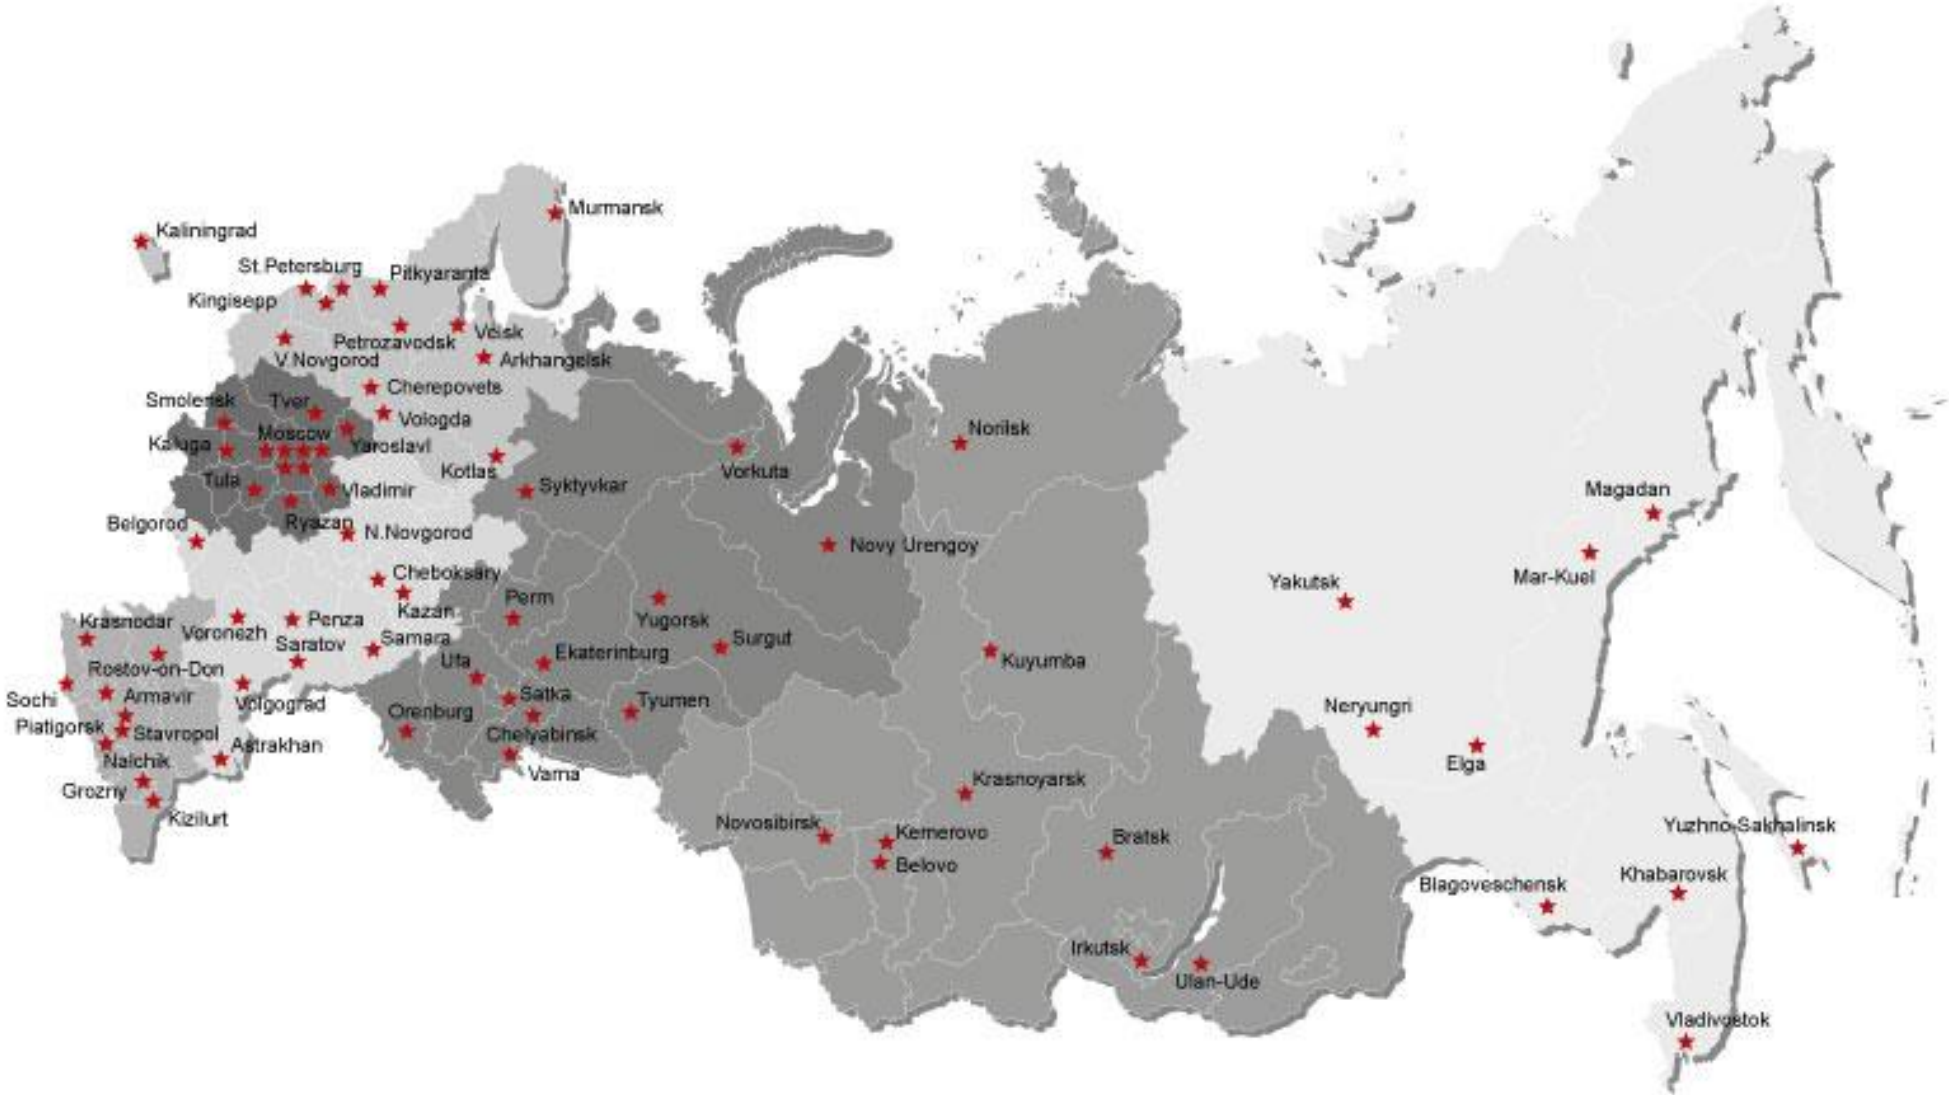 Murmansk
Kaliningrad
St.Petersburg
Pitkyaranta
Kingisepp
Petrozavodsk
Voisk
V.Novgorod
Arkhangelsk
Cherepovets
Smolensk
Tver
Vologda
Norilsk
Moscow
Kaluga
Yaroslavl
Kotlas
Vorkuta
Tula
Syktyvkar
Vladimir
Magadan
Belgorod
Ryazan
N.Novgorod
Novy Urengoy
Cheboksary
Mar-Kuel
Yakutsk
Perm
Kazan
Krasnodar
Penza
Yugorsk
Voronezh
Samara
Surgut
Saratov
Ekaterinburg
Ufa
Kuyumba
Rostov-on-Don
Satka
Armavir
Sochi
Tyumen
Volgograd
Orenburg
Neryungri
Piatigorsk
Stavropol
Chelyabinsk
Astrakhan
Nalchik
Elga
Varna
Krasnoyarsk
Grozny
Kizilurt
Novosibirsk
Yuzhno-Sakhalinsk
Kemerovo
Bratsk
Belovo
Khabarovsk
Blagoveschensk
Irkutsk
Ulan-Ude
Vladivostok